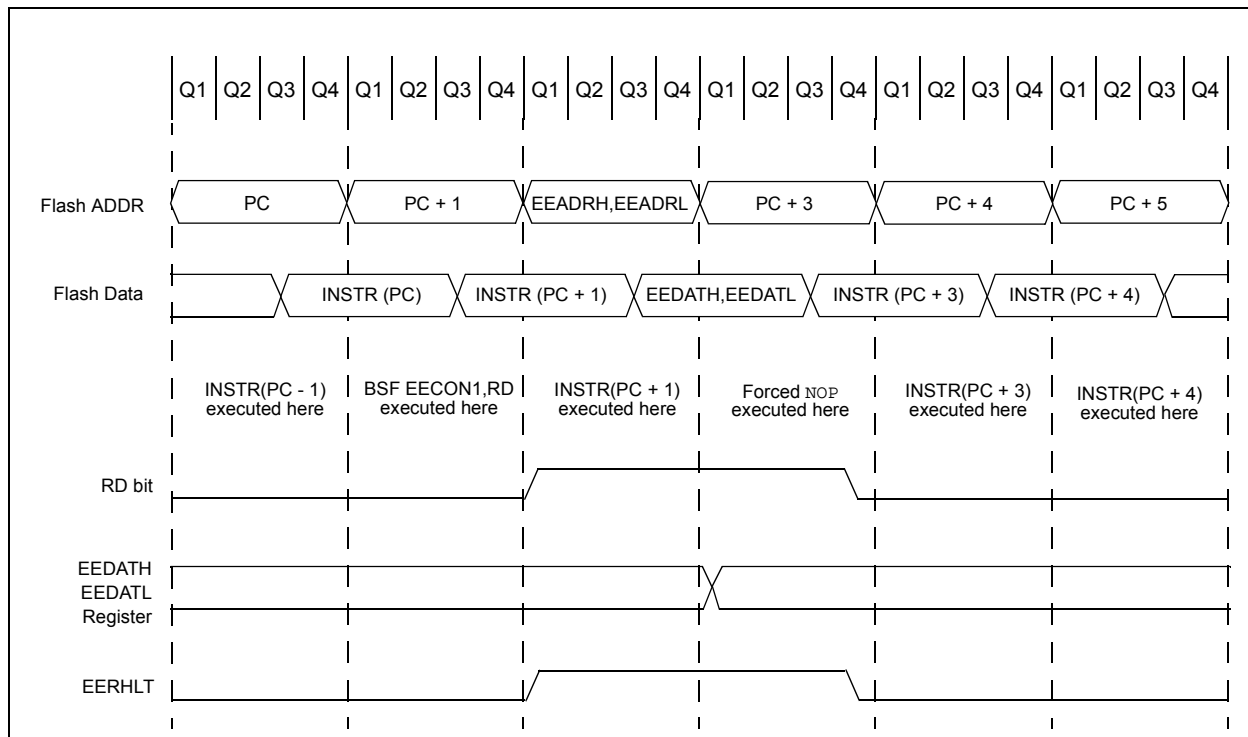 Q1 Q2 Q3 Q4 Q1 Q2 Q3 Q4 Q1 Q2 Q3 Q4 Q1 Q2 Q3 Q4 Q1 Q2 Q3 Q4 Q1 Q2 Q3 Q4
Flash ADDR PC PC + 1 EEADRH,EEADRL PC + 3 PC + 4 PC + 5
Flash Data INSTR (PC) INSTR (PC + 1) EEDATH,EEDATL INSTR (PC + 3) INSTR (PC + 4)
INSTR(PC - 1) BSF EECON1,RD INSTR(PC + 1) Forced NOP INSTR(PC + 3) INSTR(PC + 4)
executed here executed here executed here executed here executed here executed here
RD bit
EEDATH
EEDATL
Register
EERHLT